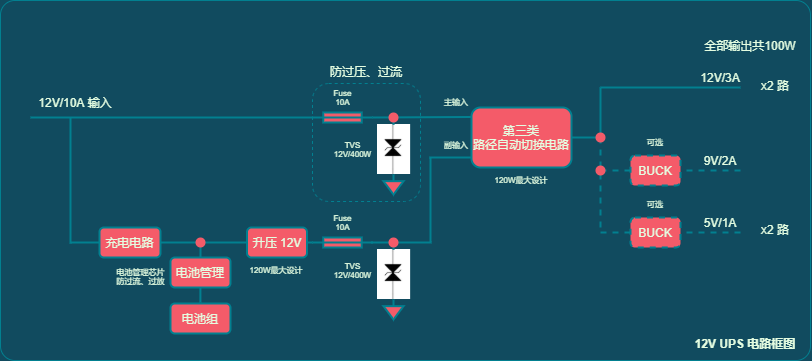 全部输出共100W
防过压、过流
12V/3A
x2 路
Fuse
10A
12V/10A 输入
主输入
第三类
路径自动切换电路
TVS
12V/400W
副输入
120W最大设计
可选
BUCK
9V/2A
可选
BUCK
5V/1A
x2 路
充电电路
升压 12V
Fuse
10A
电池管理芯片
防过流、过放
电池管理
120W最大设计
TVS
12V/400W
电池组
12V UPS 电路框图